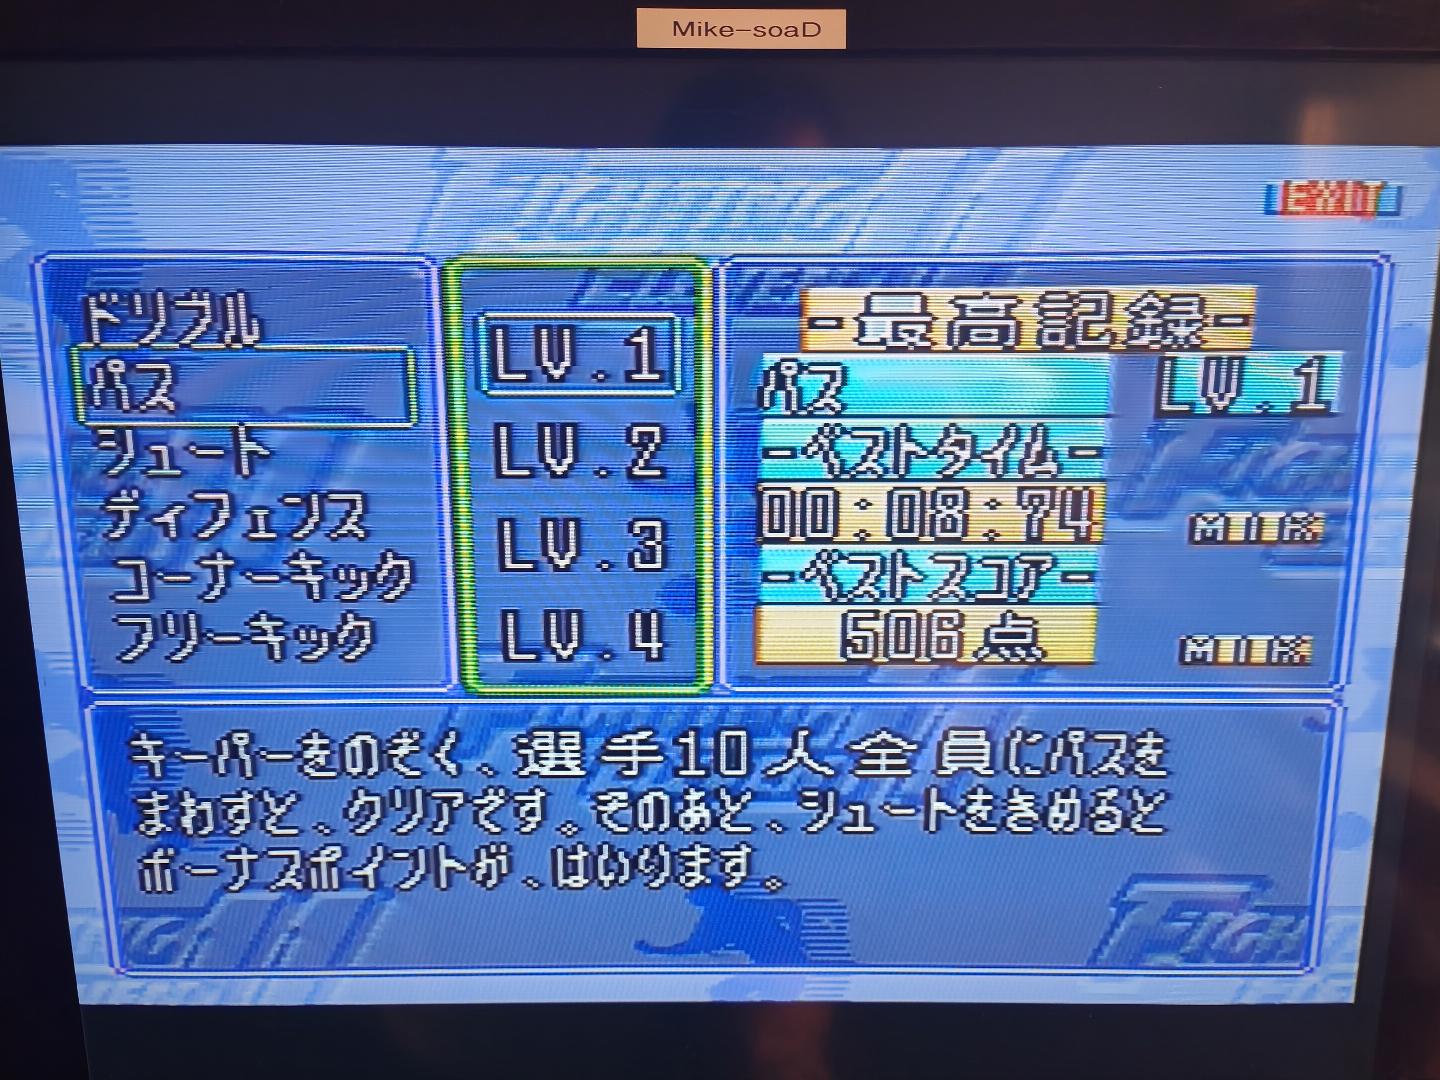 Mike-soaD
EXIT
ドリブル
パス
シュート
ディフェンス
コーナーキック
フリーキック
LV.1
LV.2
LV.3
LV.4
-最高記録-
パス LV.1
-ベストタイム-
00:08:74
-ベストスコア-
506点
キーパーをのぞく、選手10人全員にパスを
まわすと、クリアです。そのあと、シュートをきめると
ボーナスポイントが、はいります。